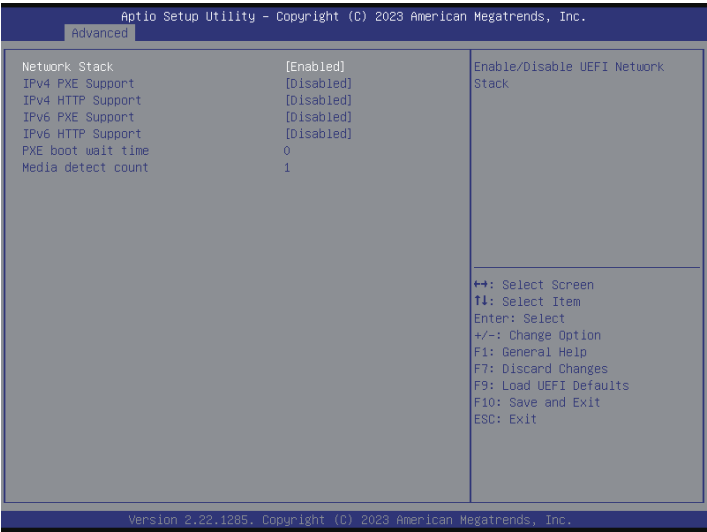 Aptio Setup Utility – Copyright (C) 2023 American Megatrends, Inc.
Advanced
Network Stack [Enabled]
IPv4 PXE Support [Disabled]
IPv4 HTTP Support [Disabled]
IPv6 PXE Support [Disabled]
IPv6 HTTP Support [Disabled]
PXE boot wait time 0
Media detect count 1
Enable/Disable UEFI Network
Stack
↔: Select Screen
↑↓: Select Item
Enter: Select
+/-: Change Option
F1: General Help
F7: Discard Changes
F9: Load UEFI Defaults
F10: Save and Exit
ESC: Exit
Version 2.22.1285. Copyright (C) 2023 American Megatrends, Inc.